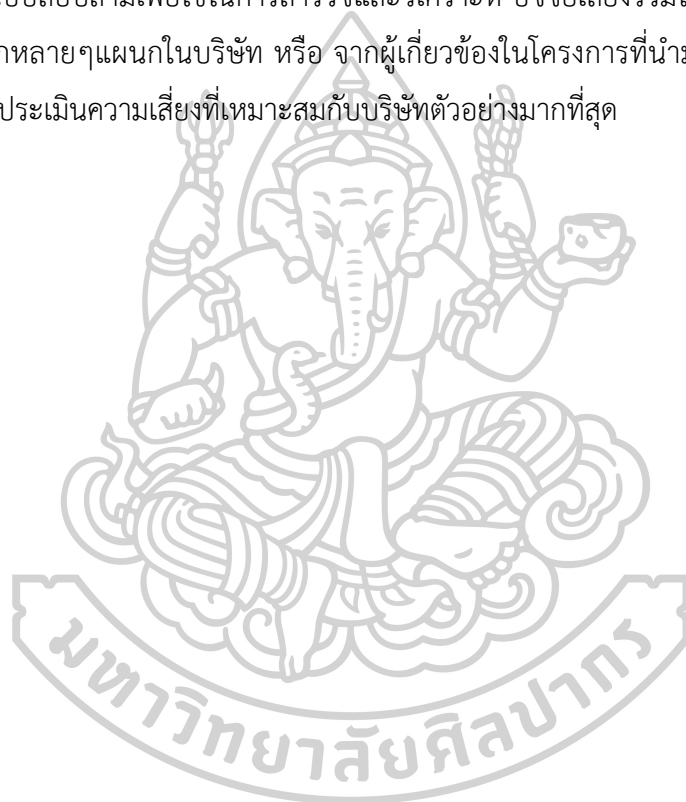 กหลายๆแผนกในบริษัท หรือ จากผู้เกี่ยวข้องในโครงการที่นำม
ประเมินความเสี่ยงที่เหมาะสมกับบริษัทตัวอย่างมากที่สุด
มหาวิทยาลัยศิลปากร